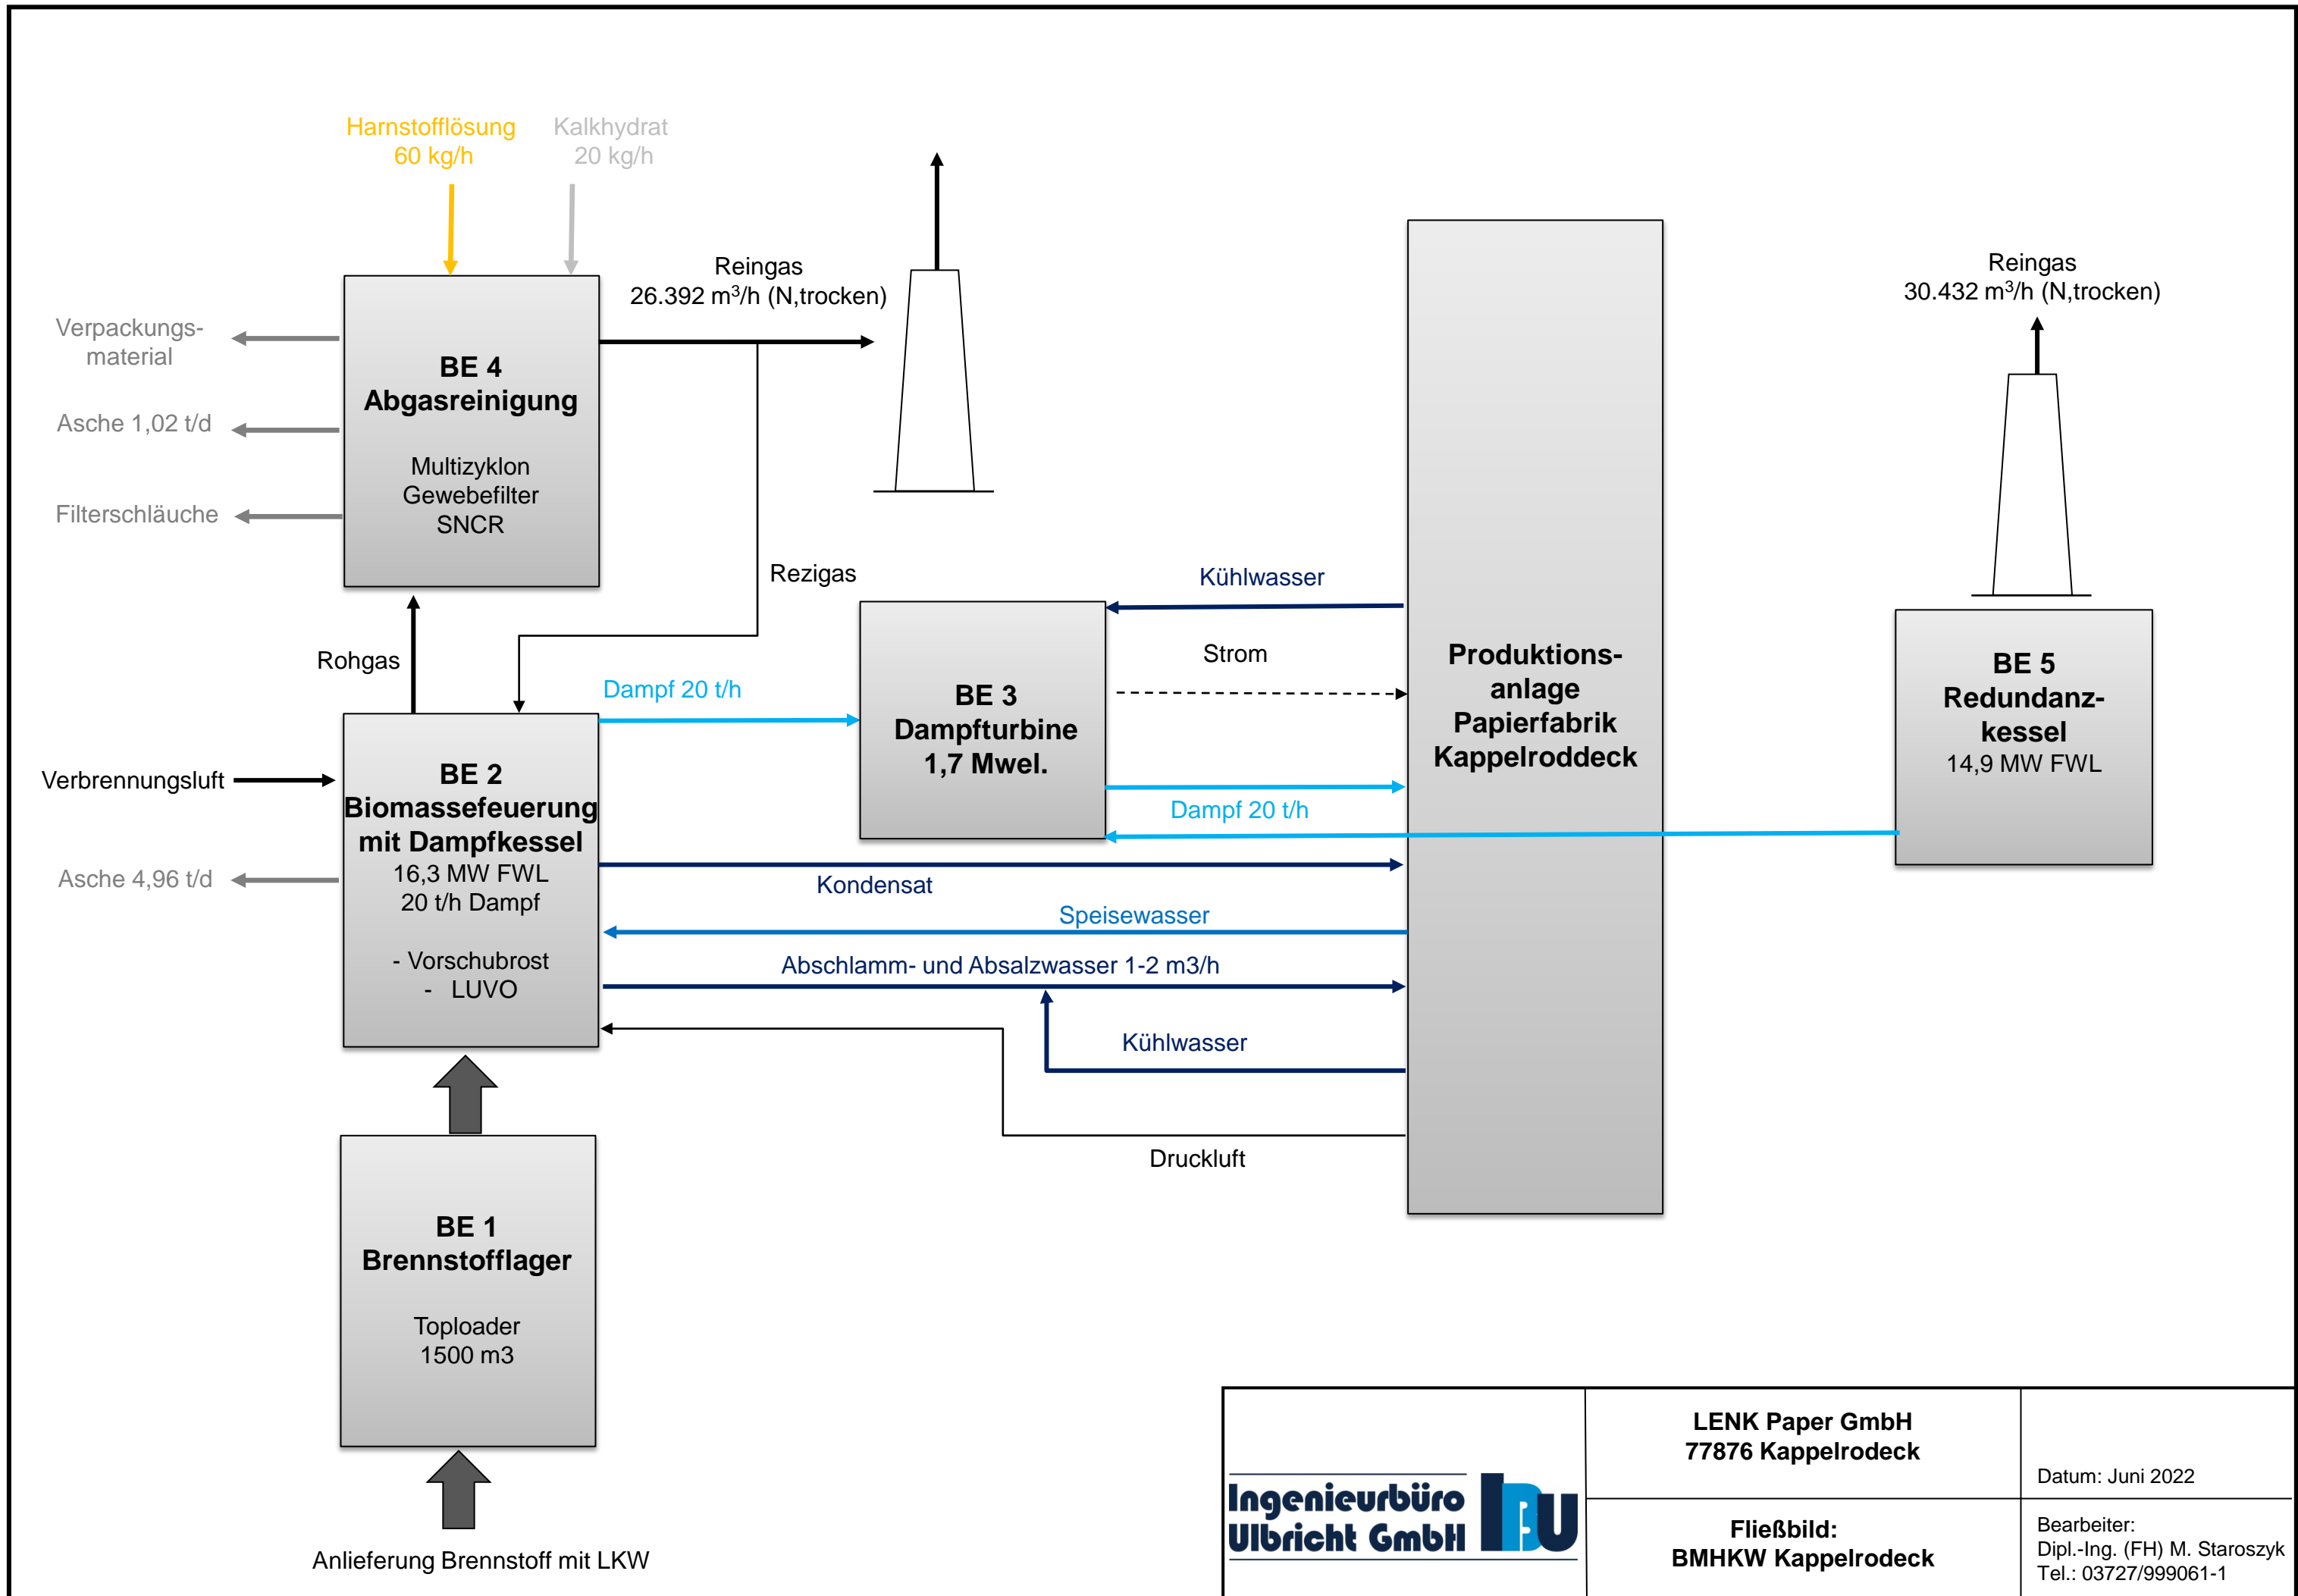 Harnstofflösung
60 kg/h
Kalkhydrat
20 kg/h
Reingas
26.392 m³/h (N,trocken)
Reingas
30.432 m³/h (N,trocken)
Verpackungs-
material
Asche 1,02 t/d
Filterschläuche
BE 4
Abgasreinigung
Multizyklon
Gewebefilter
SNCR
Rezigas
Rohgas
Kühlwasser
Strom
Dampf 20 t/h
BE 3
Dampfturbine
1,7 Mwel.
Dampf 20 t/h
Produktions-
anlage
Papierfabrik
Kappelroddeck
BE 5
Redundanz-
kessel
14,9 MW FWL
Verbrennungsluft
Asche 4,96 t/d
BE 2
Biomassefeuerung
mit Dampfkessel
16,3 MW FWL
20 t/h Dampf
- Vorschubrost
- LUVO
Kondensat
Speisewasser
Abschlamm- und Absalzwasser 1-2 m3/h
Kühlwasser
Druckluft
BE 1
Brennstofflager
Toploader
1500 m3
Anlieferung Brennstoff mit LKW
Ingenieurbüro
Ulbricht GmbH
IBU
LENK Paper GmbH
77876 Kappelrodeck
Datum: Juni 2022
Fließbild:
BMHKW Kappelrodeck
Bearbeiter:
Dipl.-Ing. (FH) M. Staroszyk
Tel.: 03727/999061-1